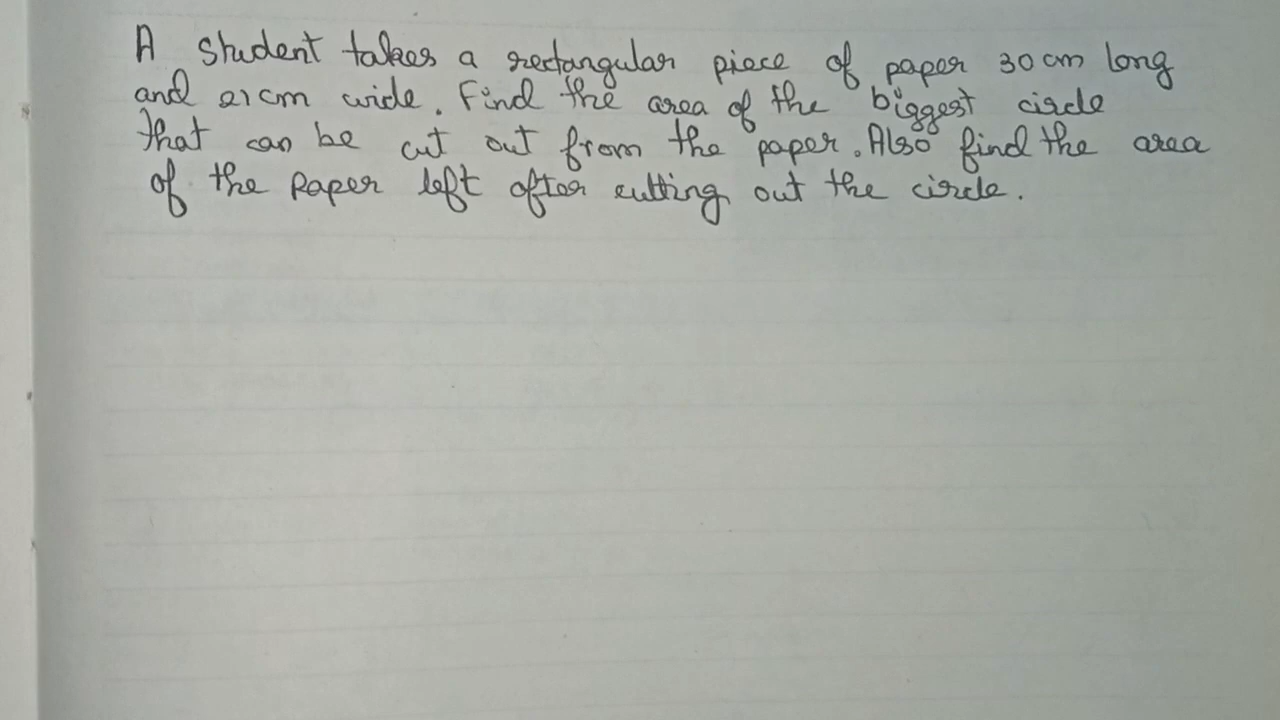 A student takes a rectangular piece of paper 30 cm long
and 21 cm wide. Find the area of the biggest circle
that can be cut out from the paper. Also find the area
of the paper left after cutting out the circle.